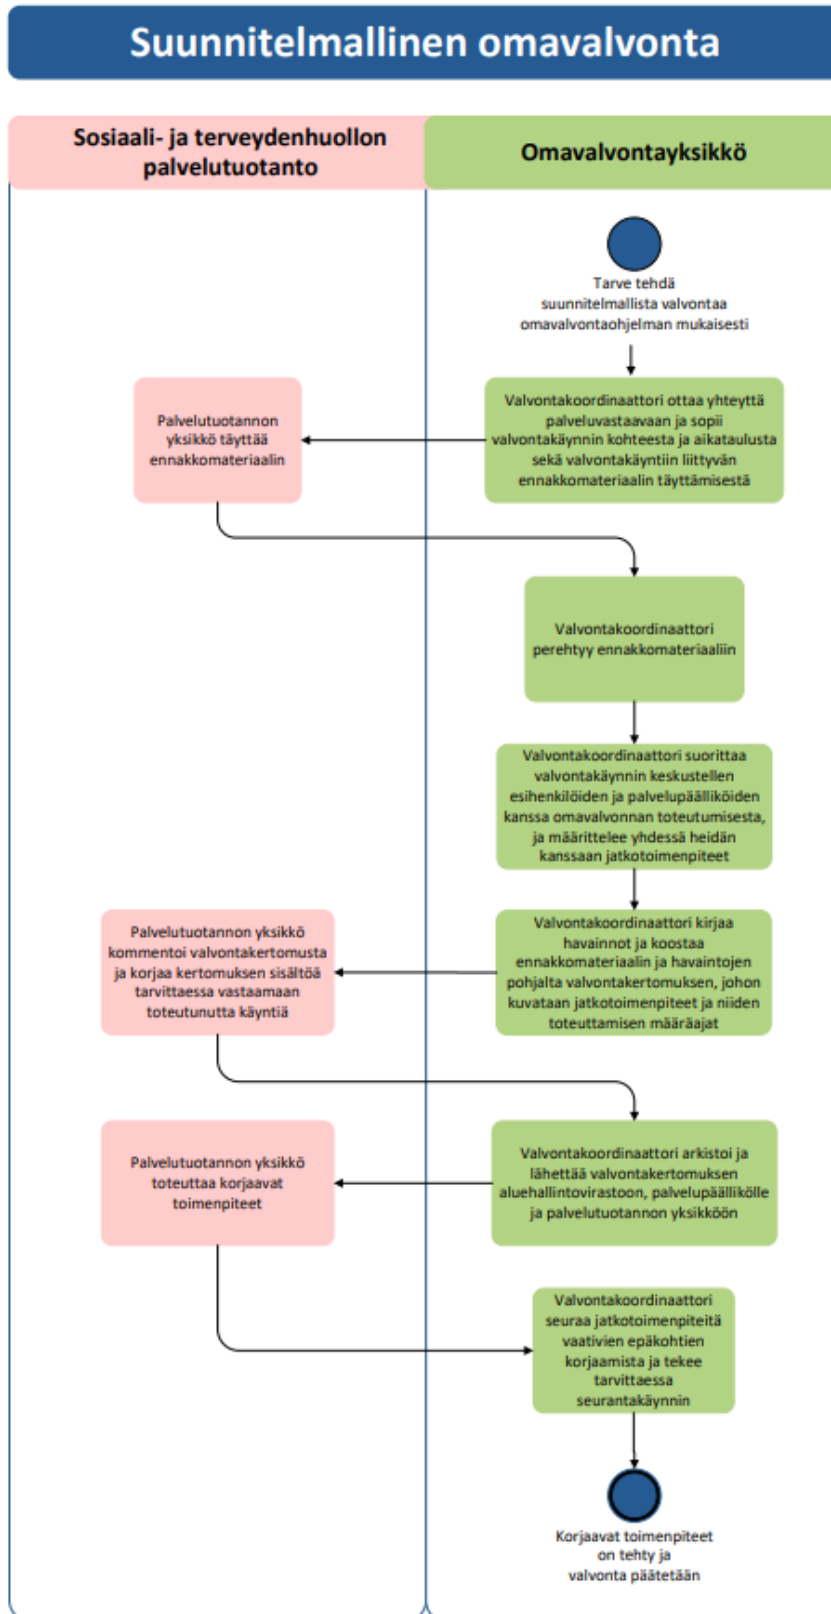 Suunnitelmallinen omavalvonta
Sosiaali- ja terveydenhuollon
palvelutuotanto
Omavalvontayksikkö
Tarve tehdä
suunnitelmallista valvontaa
omavalvontaohjelman mukaisesti
Valvontakoordinaattori ottaa yhteyttä
palveluvastaavaan ja sopii
valvontakäynnin kohteesta ja aikataulusta
sekä valvontakäyntiin liittyvän
ennakkomateriaalin täyttämisestä
Palvelutuotannon
yksikkö täyttää
ennakkomateriaalin
Valvontakoordinaattori
perehtyy ennakkomateriaaliin
Valvontakoordinaattori suorittaa
valvontakäynnin keskustellen
esihenkilöiden ja palvelupäälliköiden
kanssa omavalvonnan toteutumisesta,
ja määrittelee yhdessä heidän
kanssaan jatkotoimenpiteet
Valvontakoordinaattori kirjaa
havainnot ja koostaa
ennakkomateriaalin ja havaintojen
pohjalta valvontakertomuksen, johon
kuvataan jatkotoimenpiteet ja niiden
toteuttamisen määräajat
Palvelutuotannon yksikkö
kommentoi valvontakertomusta
ja korjaa kertomuksen sisältöä
tarvittaessa vastaamaan
toteutunutta käyntiä
Valvontakoordinaattori arkistoi ja
lähettää valvontakertomuksen
aluehallintovirastoon, palvelupäällikölle
ja palvelutuotannon yksikköön
Palvelutuotannon yksikkö
toteuttaa korjaavat
toimenpiteet
Valvontakoordinaattori
seuraa jatkotoimenpiteitä
vaativien epäkohtien
korjaamista ja tekee
tarvittaessa
seurantakäynnin
Korjaavat toimenpiteet
on tehty ja
valvonta päätetään